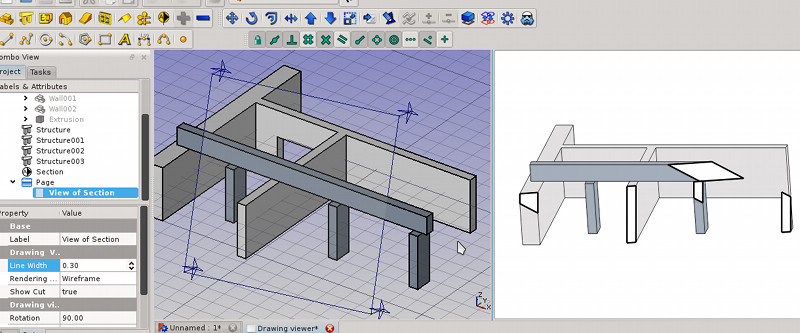 ombo View
roject Tasks
abels & Attributes
Wall001
Wall002
Extrusion
Structure
Structure001
Structure002
Structure003
Section
Page
View of Section
Property Value
Base
Label View of Section
Drawing V...
Line Width 0.30
Rendering ... Wireframe
Show Cut true
Drawing vi...
Rotation 90.00
Z
Y
X
Unnamed : 1*
Drawing viewer*